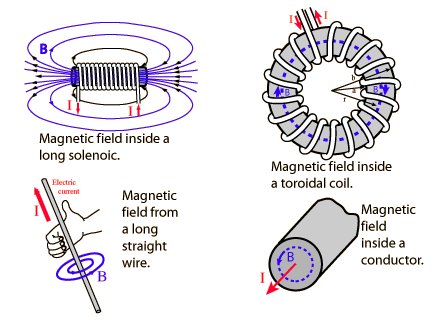 B
I I
Magnetic field inside a
long solenoic.
I I
b
a
r
B B
Magnetic field inside
a toroidal coil.
Electric
current
I
B
Magnetic
field from
a long
straight
wire.
B
I
Magnetic
field
inside a
conductor.